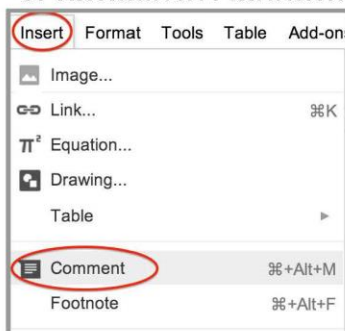 Insert Format Tools Table Add-ons
Image...
Link... ⌘K
π² Equation...
Drawing...
Table ►
Comment ⌘+Alt+M
Footnote ⌘+Alt+F